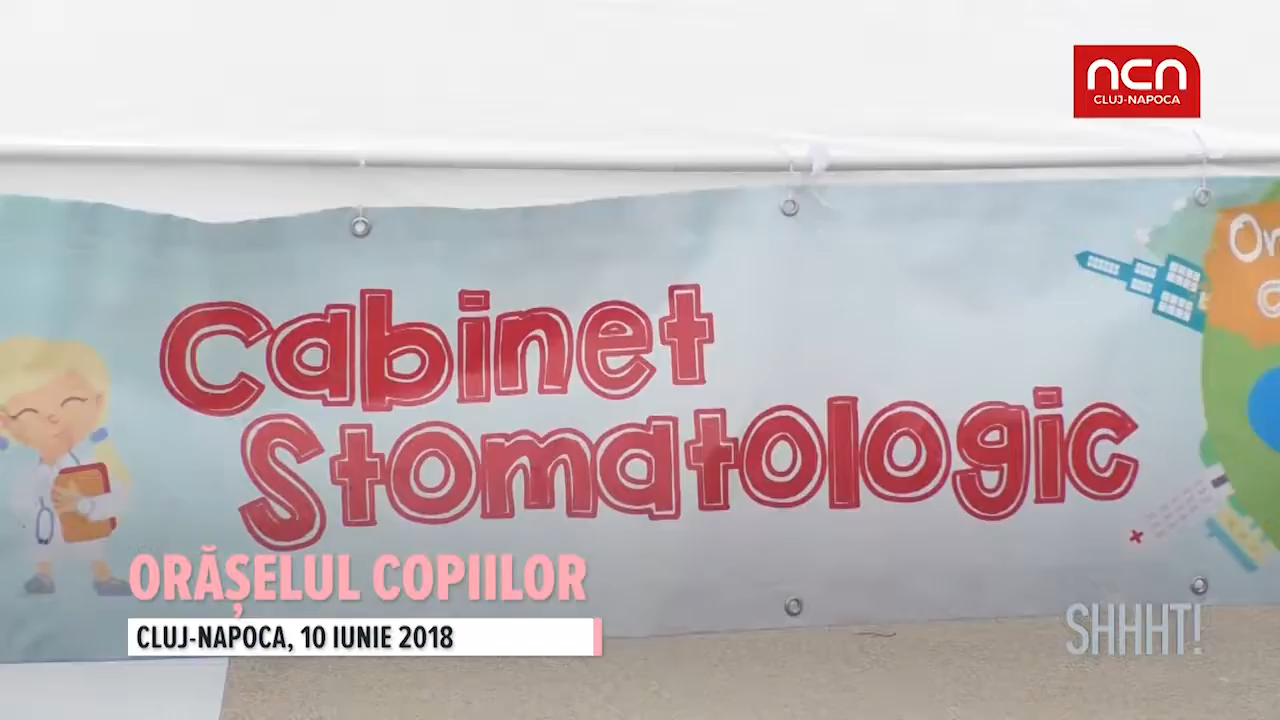 ncn
CLUJ-NAPOCA
Cabinet
Stomatologic
ORĂȘELUL COPIILOR
CLUJ-NAPOCA, 10 IUNIE 2018
SHHHT!